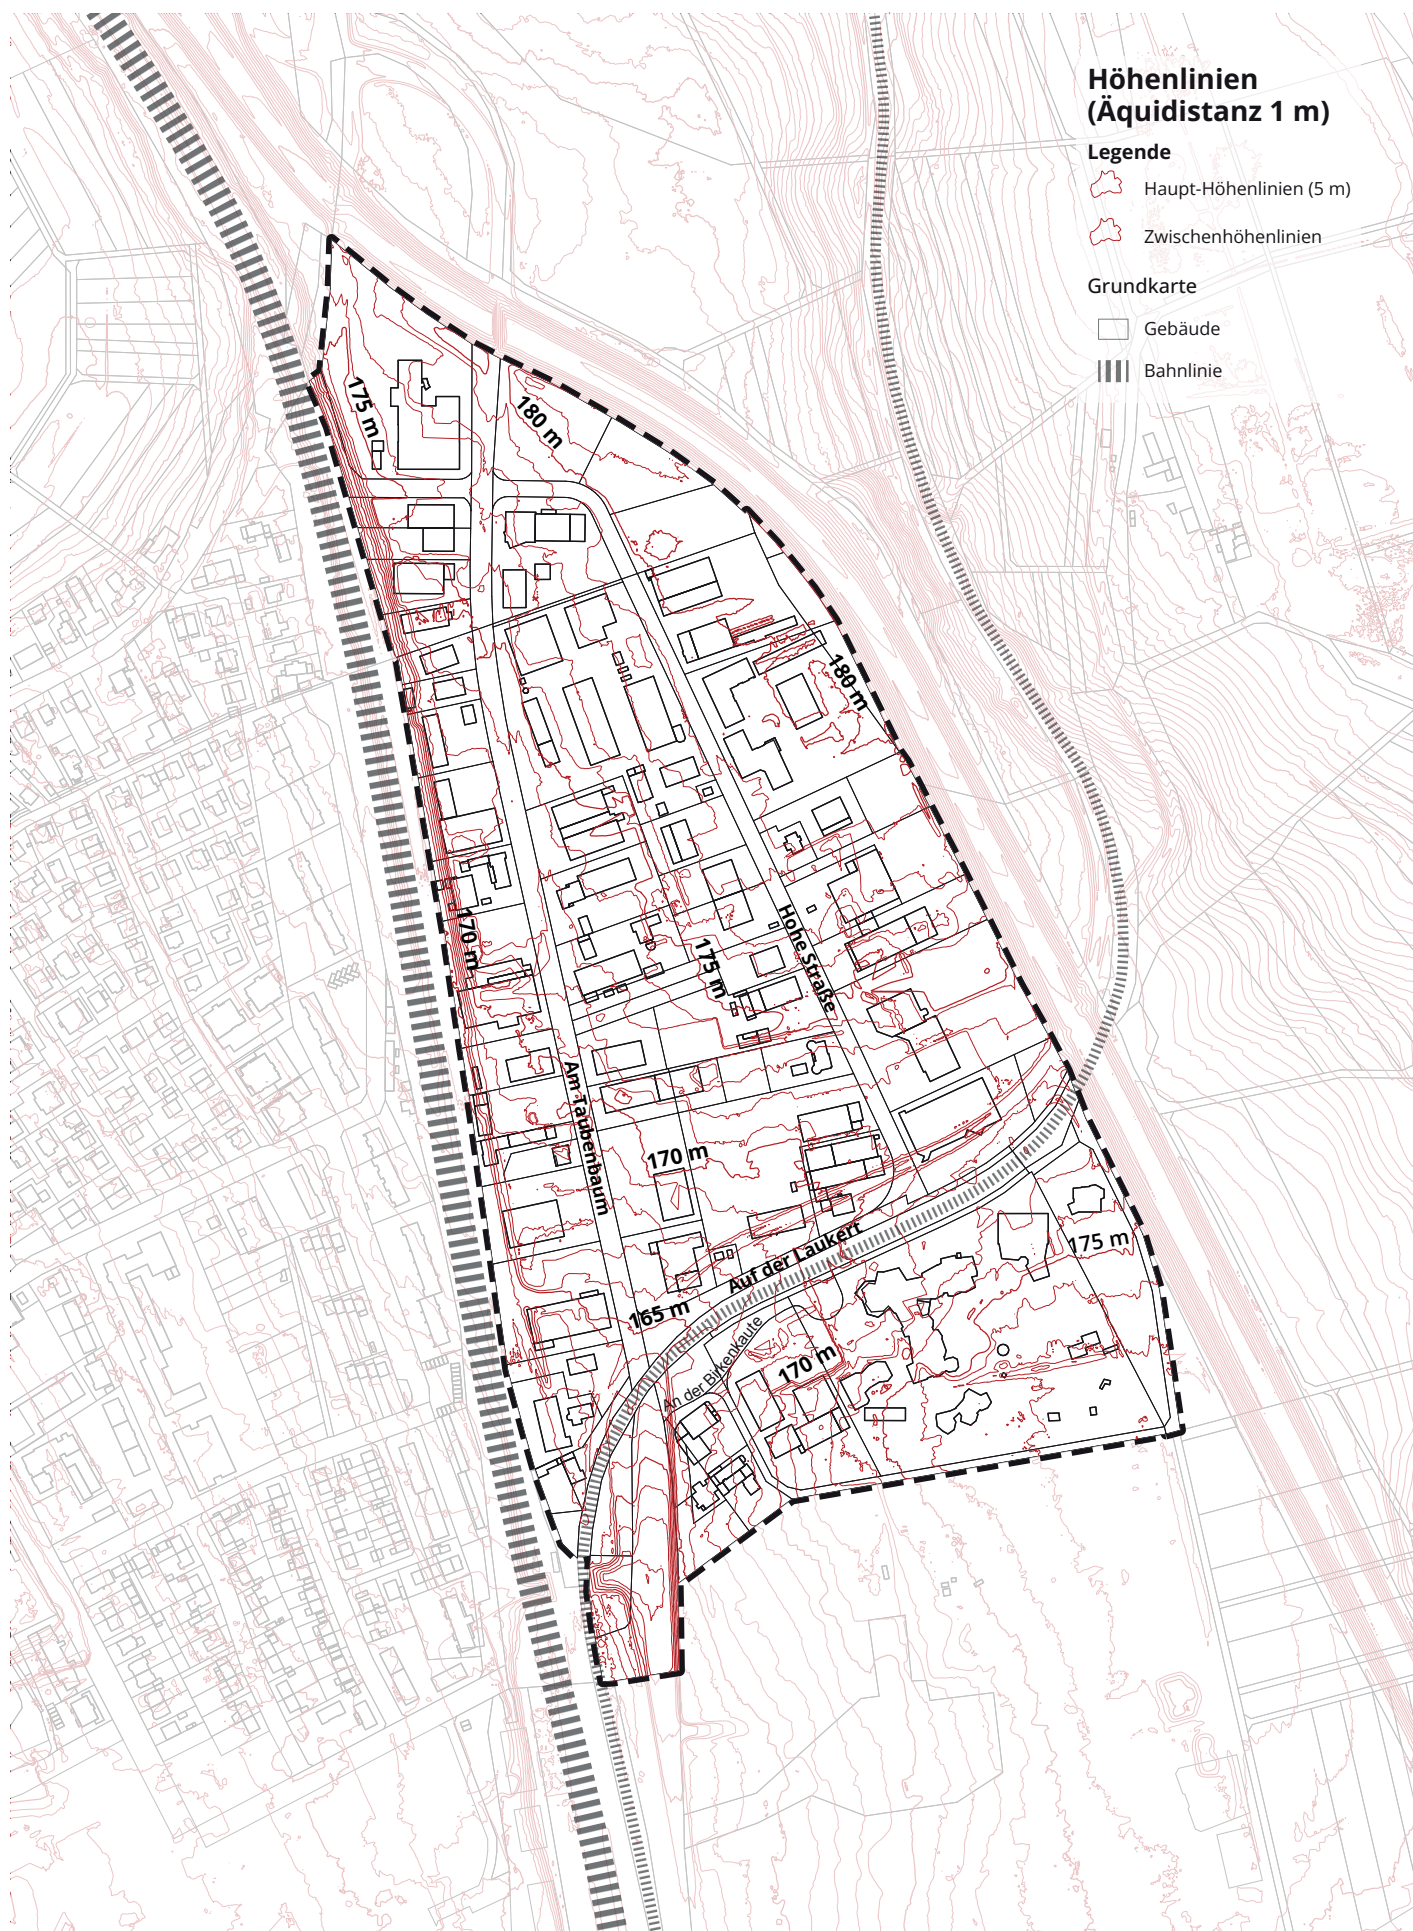 Höhenlinien
(Äquidistanz 1 m)
Legende
Haupt-Höhenlinien (5 m)
Zwischenhöhenlinien
Grundkarte
Gebäude
Bahnlinie
175 m
180 m
180 m
170 m
175 m
Hohe Straße
Am Taubenbaum
170 m
Auf der Laukert
175 m
165 m
An der Birkenkaute
170 m